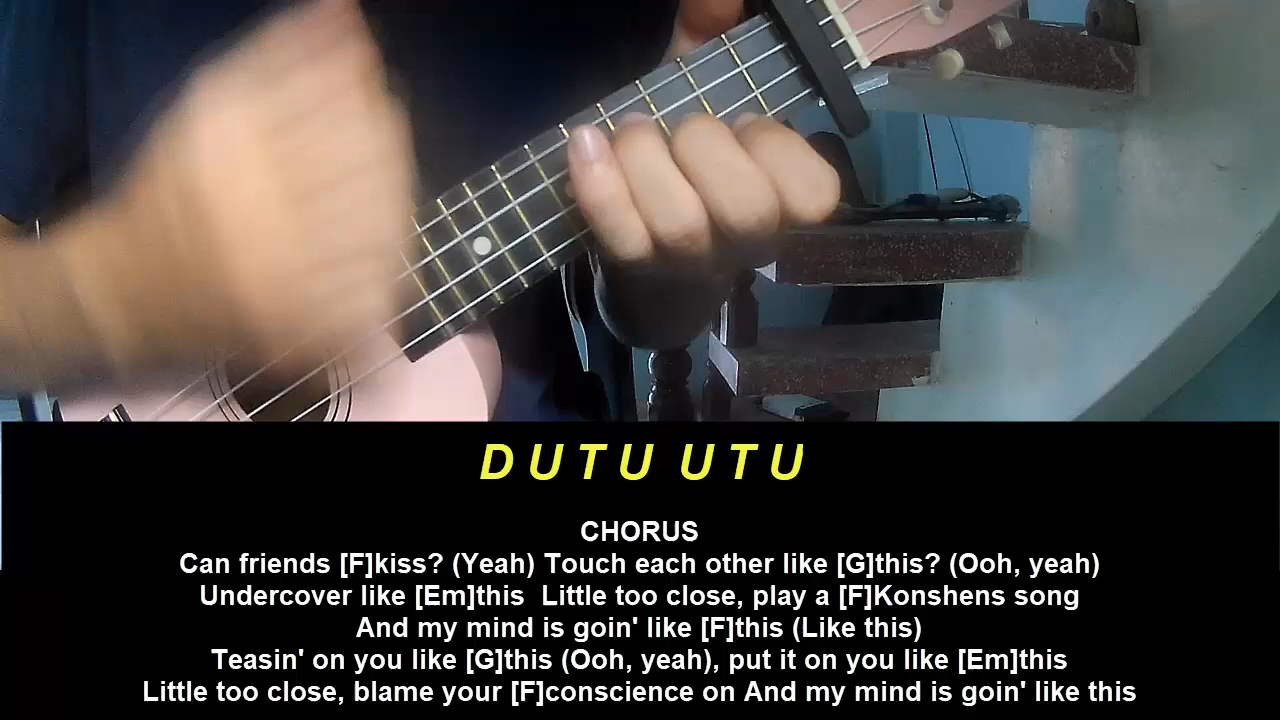 D U T U U T U
CHORUS
Can friends [F]kiss? (Yeah) Touch each other like [G]this? (Ooh, yeah)
Undercover like [Em]this Little too close, play a [F]Konshens song
And my mind is goin' like [F]this (Like this)
Teasin' on you like [G]this (Ooh, yeah), put it on you like [Em]this
Little too close, blame your [F]conscience on And my mind is goin' like this